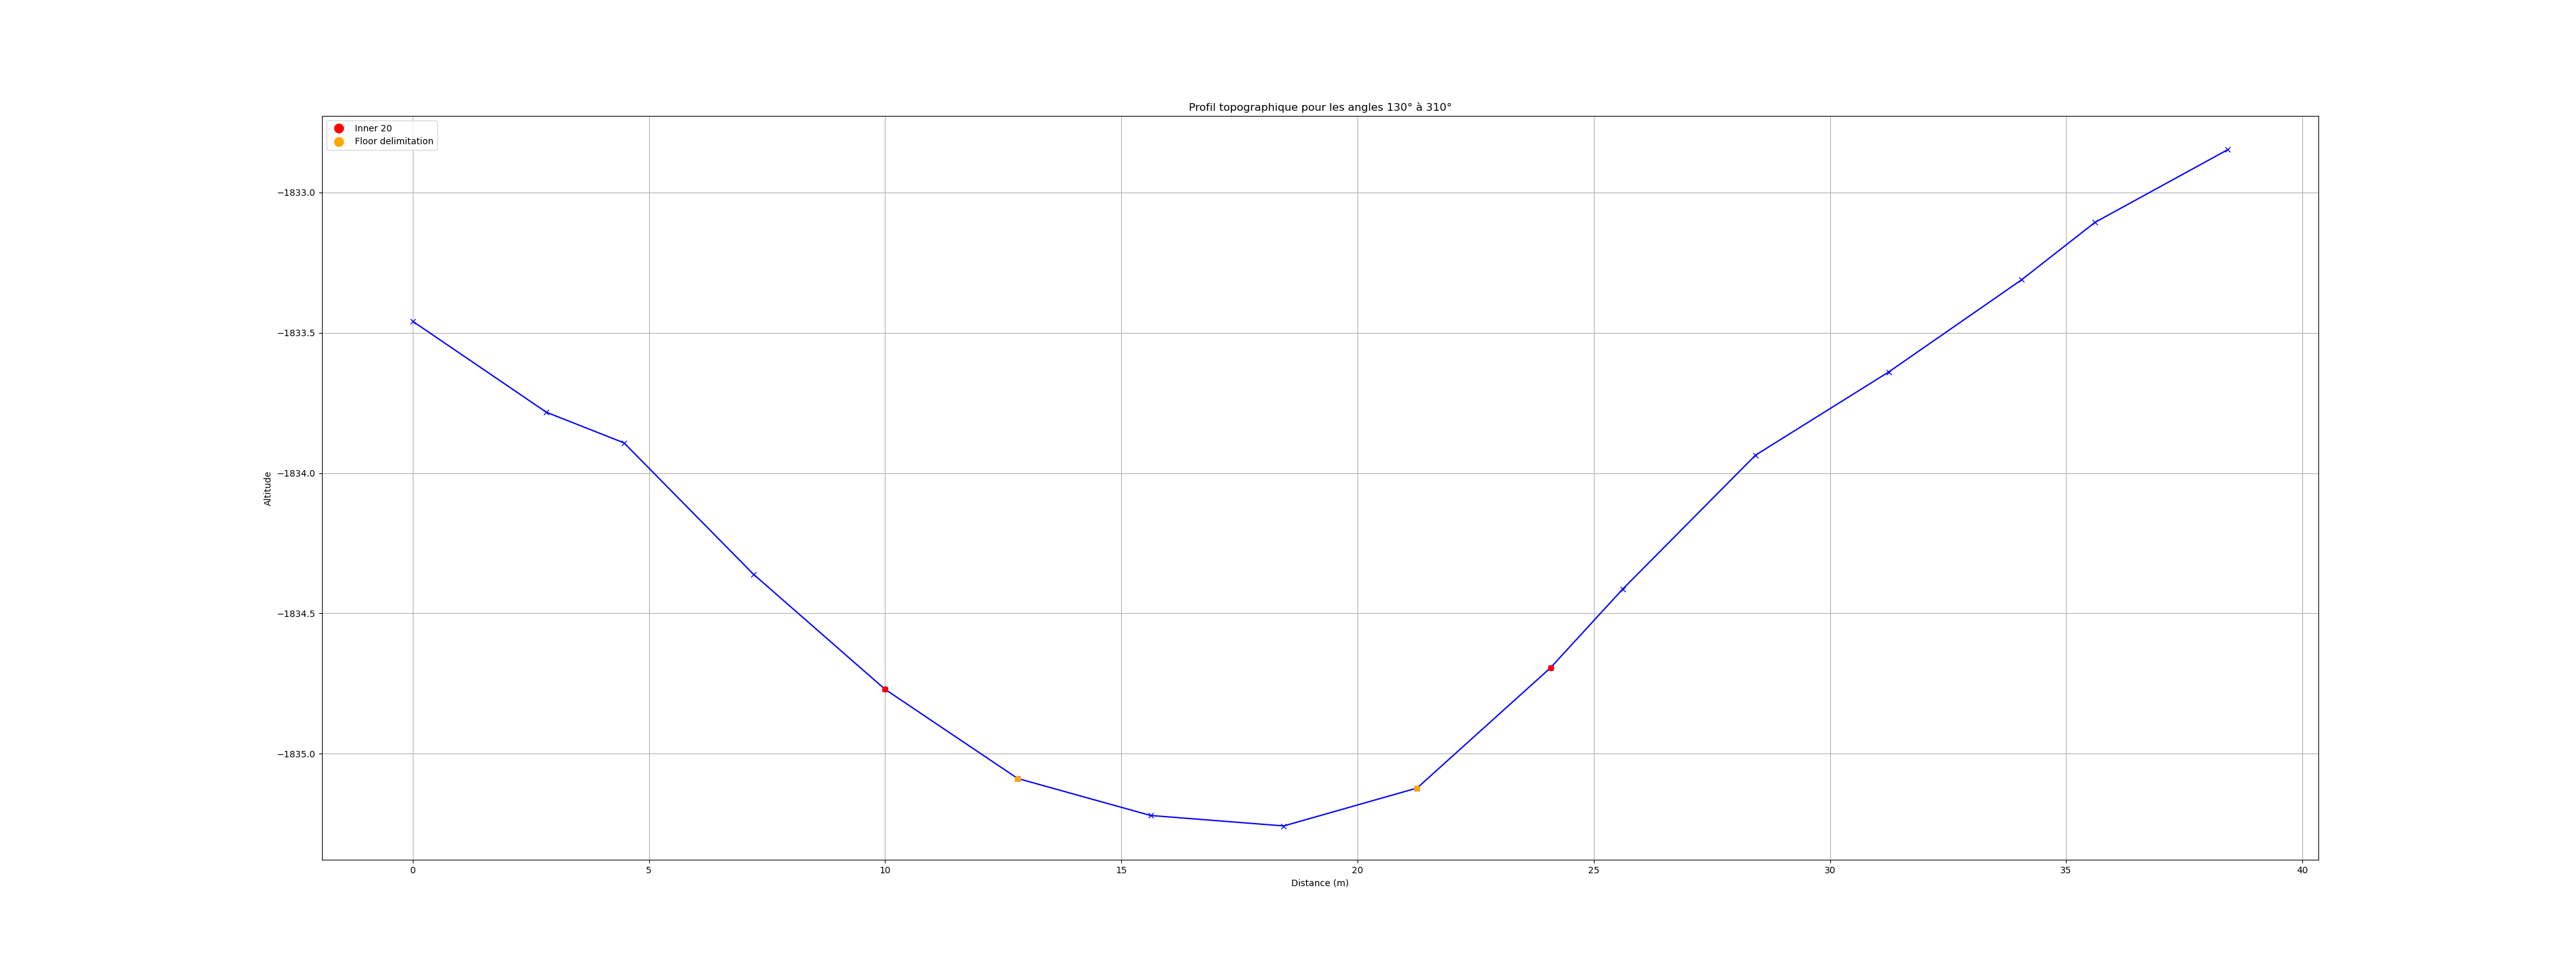 Profil topographique pour les angles 130° à 310°
Inner 20
Floor delimitation
−1833.0
−1833.5
−1834.0
−1834.5
−1835.0
Altitude
0 5 10 15 20 25 30 35 40
Distance (m)